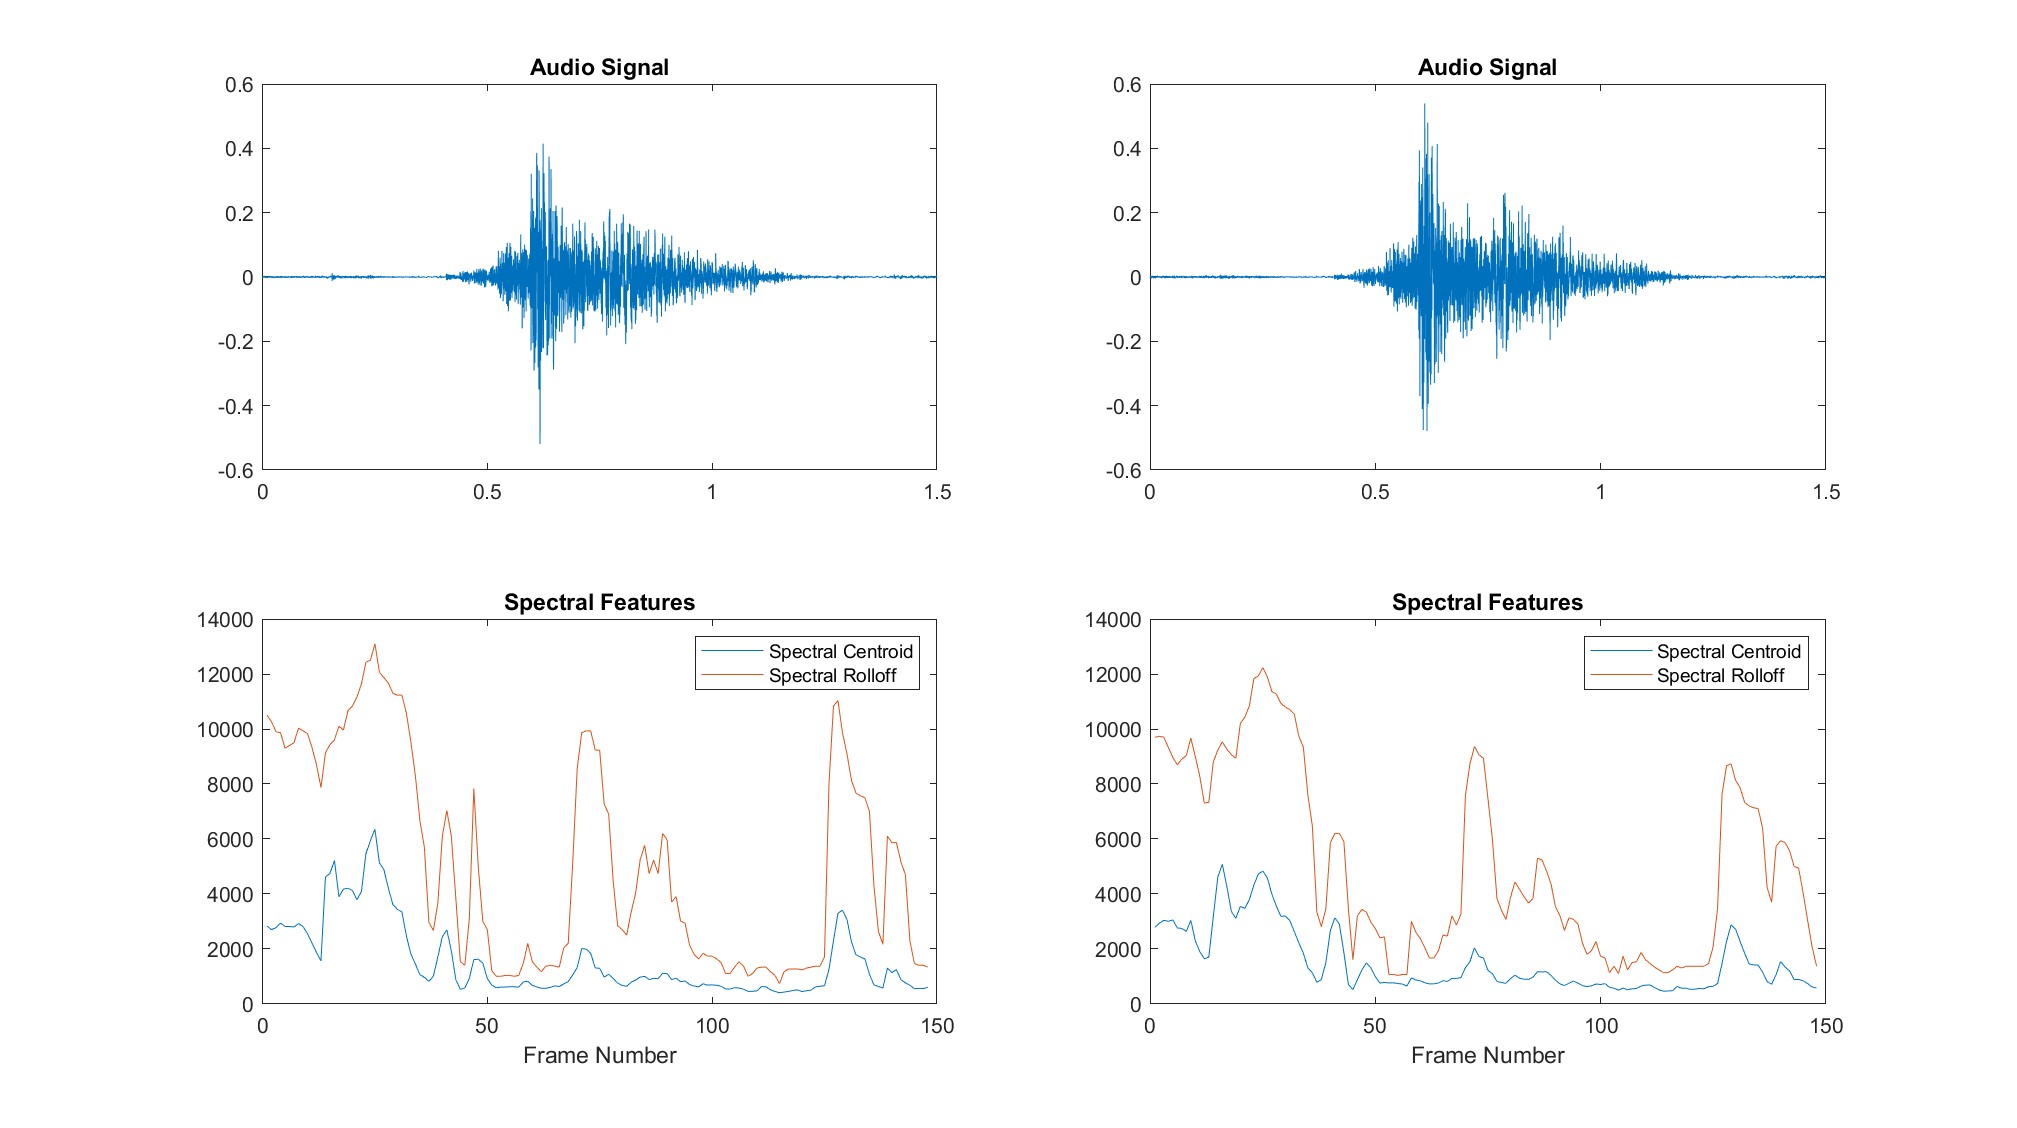 Audio Signal
0.6
0.4
0.2
0
-0.2
-0.4
-0.6
0 0.5 1 1.5
Audio Signal
0.6
0.4
0.2
0
-0.2
-0.4
-0.6
0 0.5 1 1.5
Spectral Features
14000
12000
10000
8000
6000
4000
2000
0
Spectral Centroid
Spectral Rolloff
0 50 100 150
Frame Number
Spectral Features
14000
12000
10000
8000
6000
4000
2000
0
Spectral Centroid
Spectral Rolloff
0 50 100 150
Frame Number